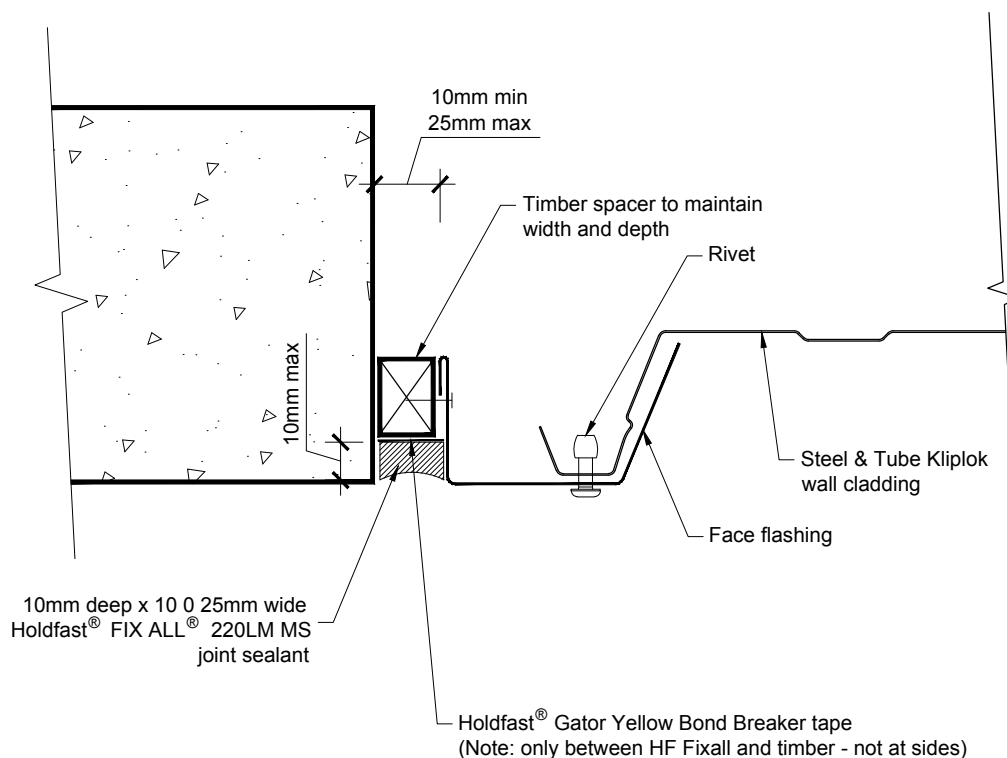 10mm min
25mm max
Timber spacer to maintain
width and depth
Rivet
10mm max
Steel & Tube Kliplok
wall cladding
Face flashing
10mm deep x 10 0 25mm wide
Holdfast® FIX ALL® 220LM MS
joint sealant
Holdfast® Gator Yellow Bond Breaker tape
(Note: only between HF Fixall and timber - not at sides)